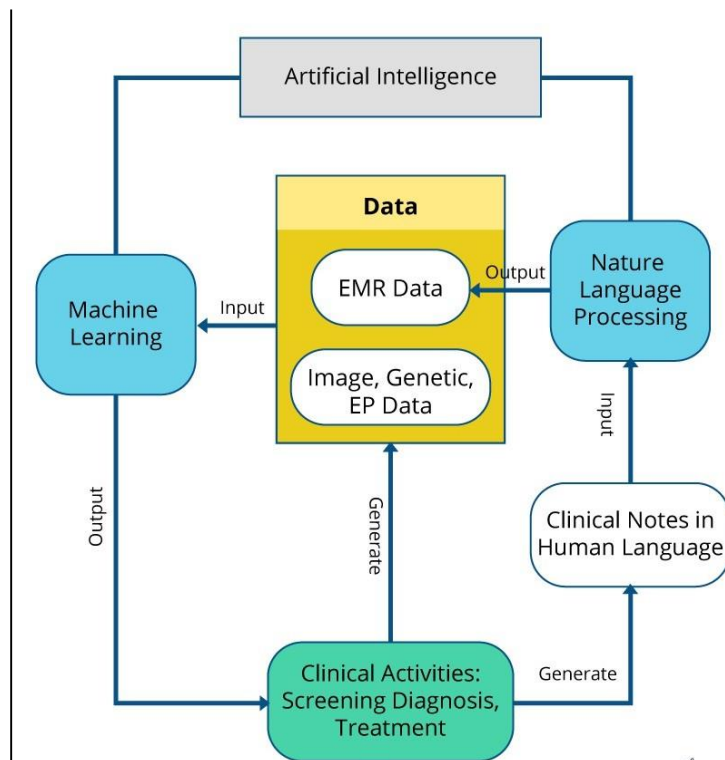 Artificial Intelligence
Data
EMR Data
Image, Genetic,
EP Data
Output
Nature
Language
Processing
Input
Machine
Learning
Input
Clinical Notes in
Human Language
Output
Generate
Clinical Activities:
Screening Diagnosis,
Treatment
Generate